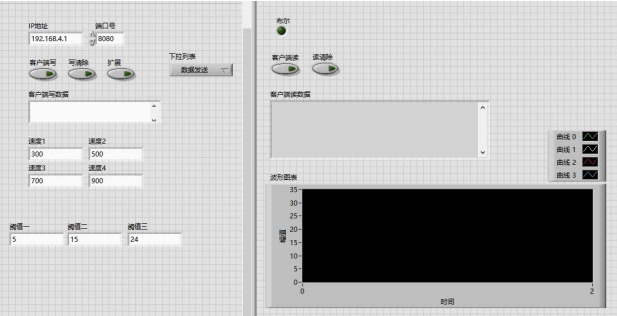 IP地址
端口号
192.168.4.1
8080
客户端写
写清除
扩展
下拉列表
数据发送
客户端写数据
速度1
速度2
300
500
速度3
速度4
700
900
阈值一
阈值二
阈值三
5
15
24
布尔
客户端读
读清除
客户端读数据
曲线 0
曲线 1
曲线 2
曲线 3
波形图表
35
30
25
20
15
10
5
0
幅值
0
2
时间